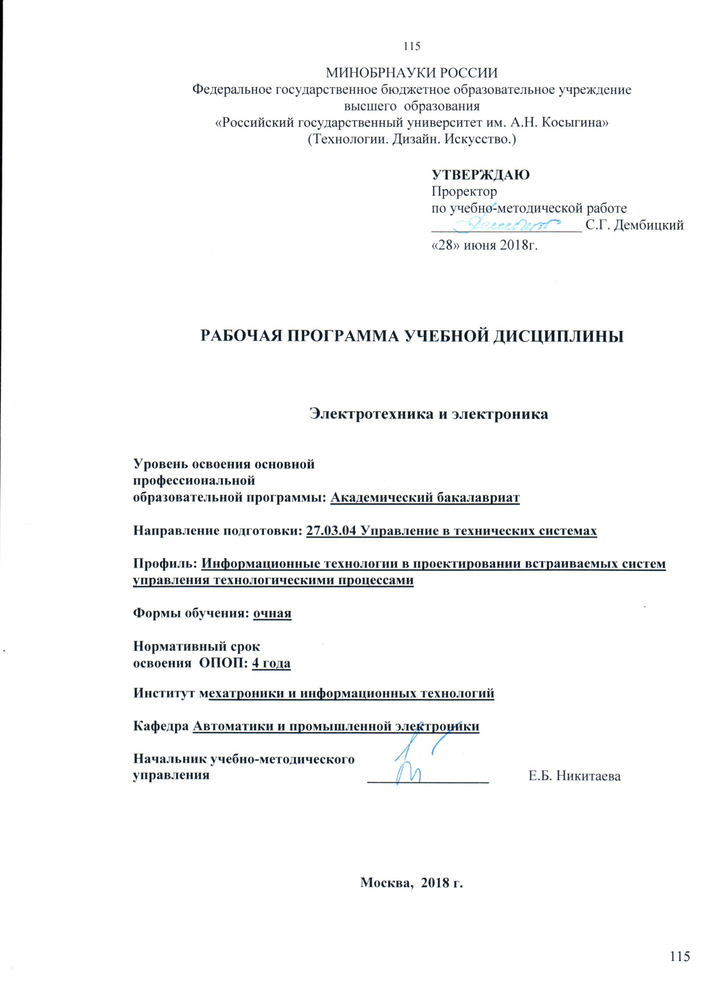 115
МИНОБРНАУКИ РОССИИ
Федеральное государственное бюджетное образовательное учреждение
высшего образования
«Российский государственный университет им. А.Н. Косыгина»
(Технологии. Дизайн. Искусство.)
УТВЕРЖДАЮ
Проректор
по учебно-методической работе
____________________ С.Г. Дембицкий
«28» июня 2018г.
РАБОЧАЯ ПРОГРАММА УЧЕБНОЙ ДИСЦИПЛИНЫ
Электротехника и электроника
Уровень освоения основной
профессиональной
образовательной программы: Академический бакалавриат
Направление подготовки: 27.03.04 Управление в технических системах
Профиль: Информационные технологии в проектировании встраиваемых систем
управления технологическими процессами
Формы обучения: очная
Нормативный срок
освоения ОПОП: 4 года
Институт мехатроники и информационных технологий
Кафедра Автоматики и промышленной электроники
Начальник учебно-методического
управления _________________ Е.Б. Никитаева
Москва, 2018 г.
115